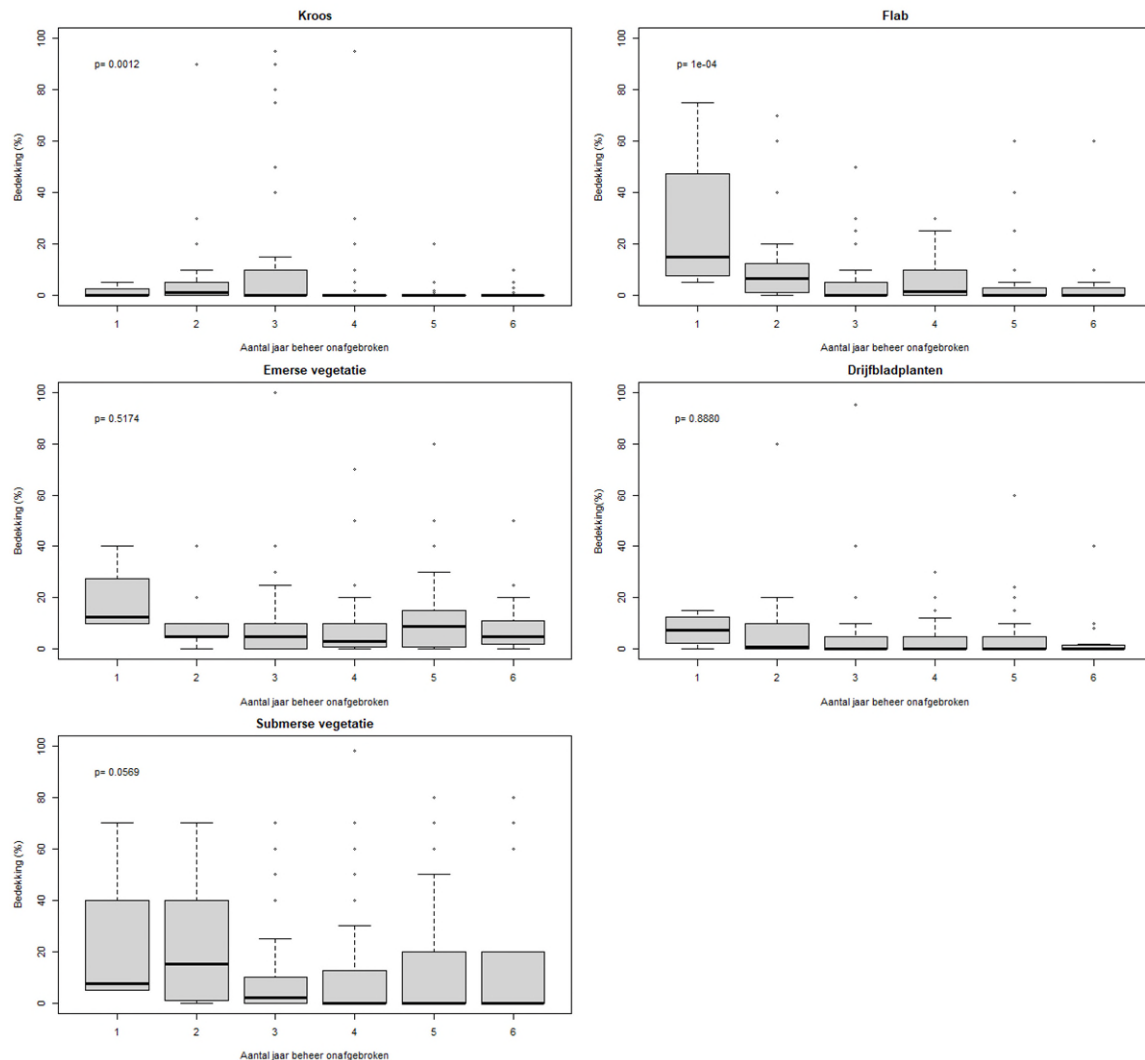 Kroos
p= 0.0012
Bedekking (%)
0 20 40 60 80 100
1 2 3 4 5 6
Aantal jaar beheer onafgebroken
Flab
p= 1e-04
Bedekking (%)
0 20 40 60 80 100
1 2 3 4 5 6
Aantal jaar beheer onafgebroken
Emerse vegetatie
p= 0.5174
Bedekking (%)
0 20 40 60 80 100
1 2 3 4 5 6
Aantal jaar beheer onafgebroken
Drijfbladplanten
p= 0.8880
Bedekking(%)
0 20 40 60 80 100
1 2 3 4 5 6
Aantal jaar beheer onafgebroken
Submerse vegetatie
p= 0.0569
Bedekking (%)
0 20 40 60 80 100
1 2 3 4 5 6
Aantal jaar beheer onafgebroken